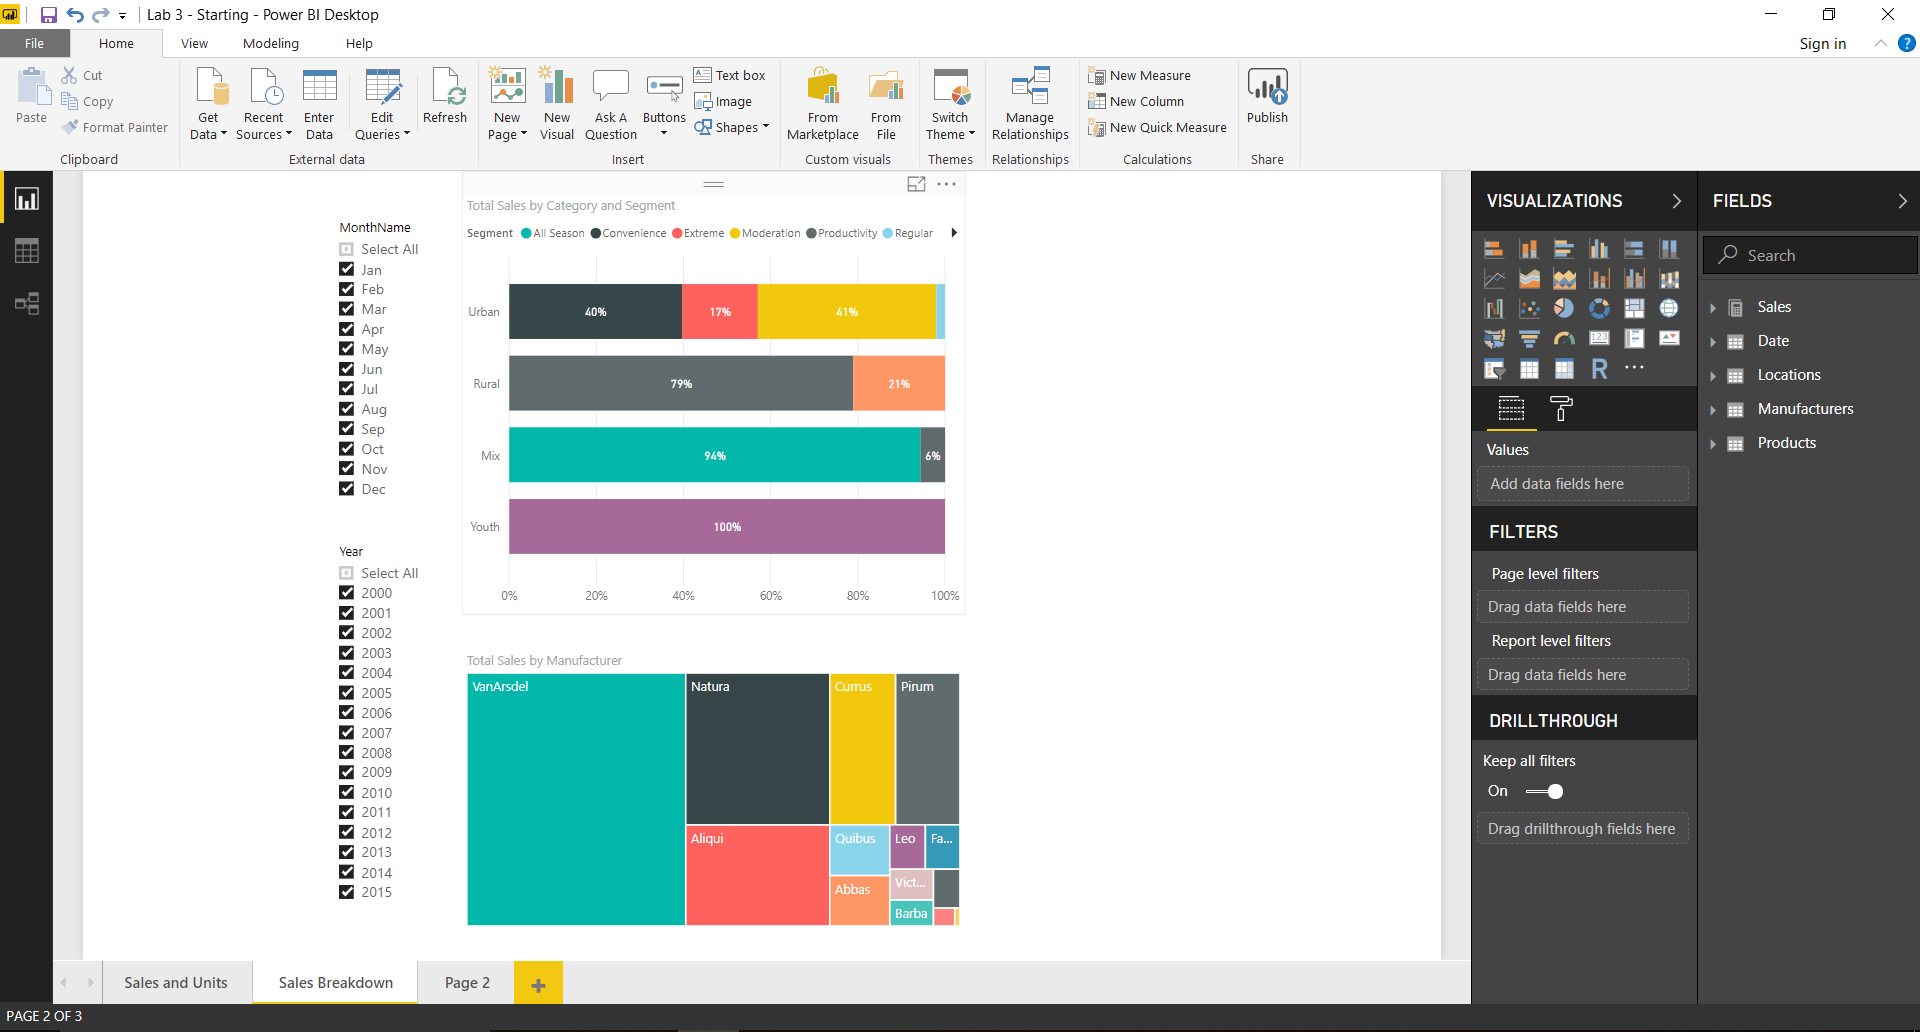 Lab 3 - Starting - Power BI Desktop
File Home View Modeling Help Sign in
Paste Cut Copy Format Painter
Clipboard
Get Data Recent Sources Enter Data Edit Queries Refresh
External data
New Page New Visual Ask A Question Buttons Text box Image Shapes
Insert
From Marketplace From File
Custom visuals
Switch Theme
Themes
Manage Relationships
Relationships
New Measure
New Column
New Quick Measure
Calculations
Publish
Share
MonthName
Select All
Jan
Feb
Mar
Apr
May
Jun
Jul
Aug
Sep
Oct
Nov
Dec
Year
Select All
2000
2001
2002
2003
2004
2005
2006
2007
2008
2009
2010
2011
2012
2013
2014
2015
Total Sales by Category and Segment
Segment All Season Convenience Extreme Moderation Productivity Regular
Urban 40% 17% 41%
Rural 79% 21%
Mix 94% 6%
Youth 100%
0% 20% 40% 60% 80% 100%
Total Sales by Manufacturer
VanArsdel Natura Currus Pirum
Aliqui Quibus Leo Fa...
Abbas Vict...
Barba
VISUALIZATIONS
123
R
Values
Add data fields here
FILTERS
Page level filters
Drag data fields here
Report level filters
Drag data fields here
DRILLTHROUGH
Keep all filters
On
Drag drillthrough fields here
FIELDS
Search
Sales
Date
Locations
Manufacturers
Products
Sales and Units Sales Breakdown Page 2
PAGE 2 OF 3